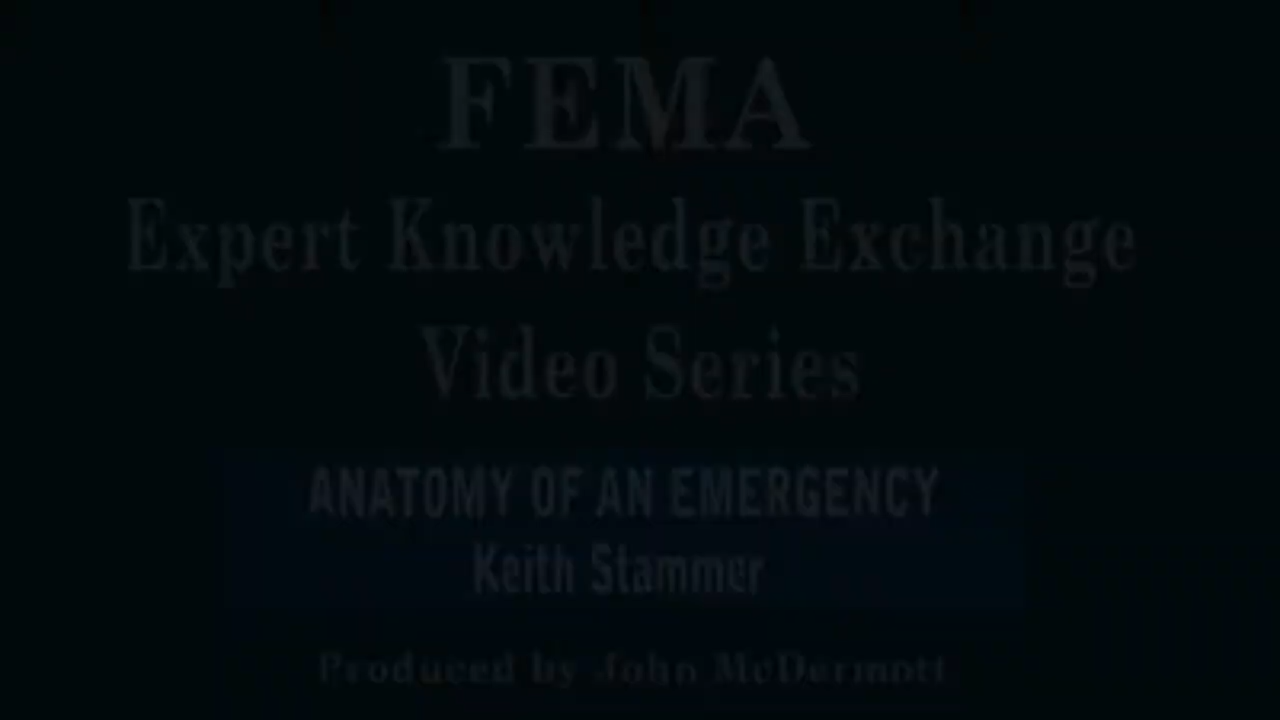 FEMA
Expert Knowledge Exchange
Video Series
ANATOMY OF AN EMERGENCY
Keith Stammer
Produced by John McDermott